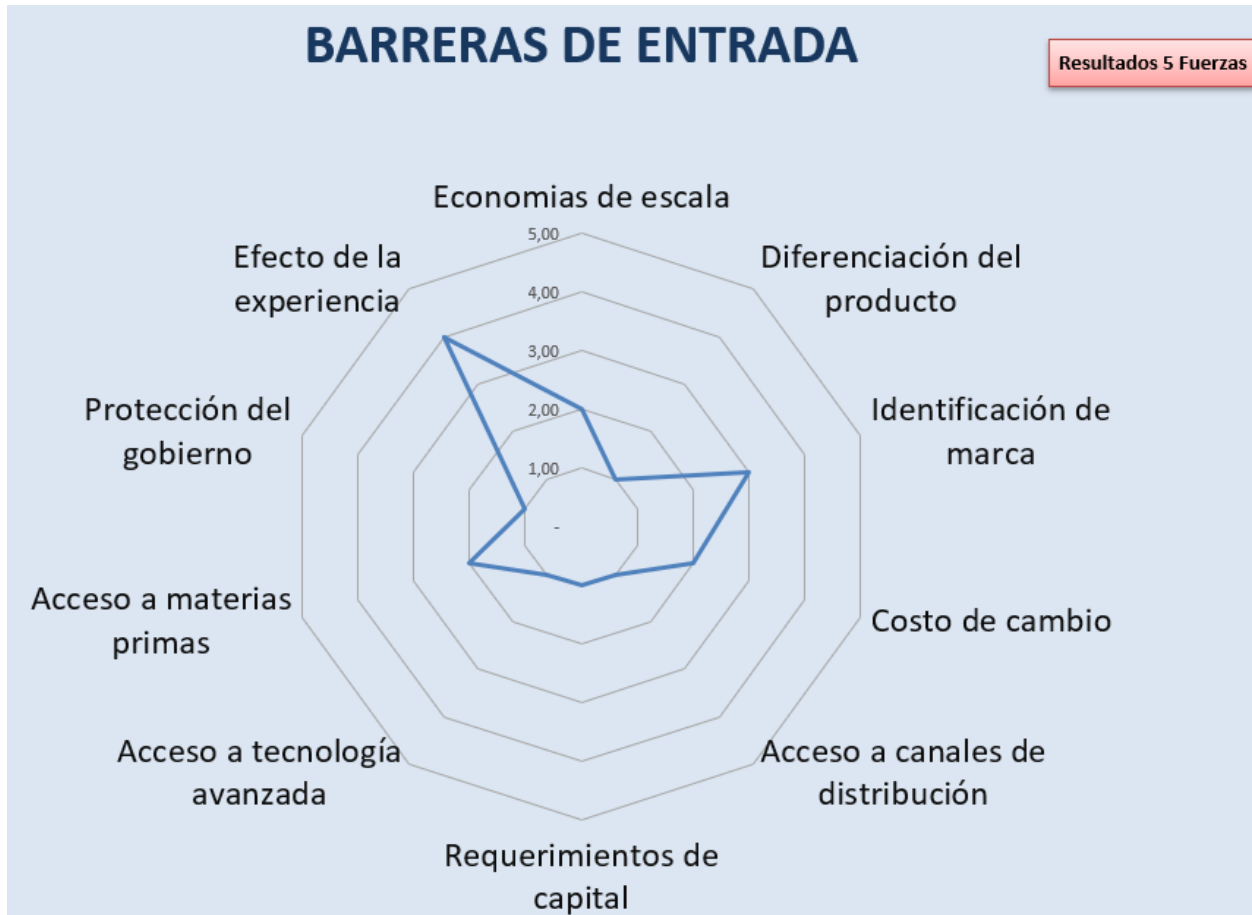 BARRERAS DE ENTRADA
Resultados 5 Fuerzas
Economias de escala
5,00
4,00
3,00
2,00
1,00
-
Diferenciación del
producto
Identificación de
marca
Costo de cambio
Acceso a canales de
distribución
Requerimientos de
capital
Acceso a tecnología
avanzada
Acceso a materias
primas
Protección del
gobierno
Efecto de la
experiencia